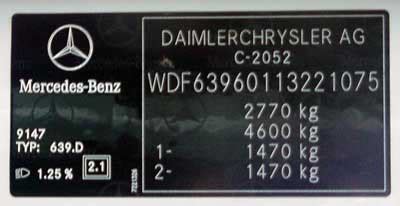 Mercedes-Benz
9147
TYP: 639.D
1.25 %
2.1
DAIMLERCHRYSLER AG
C-2052
WDF63960113221075
2770 kg
4600 kg
1- 1470 kg
2- 1470 kg